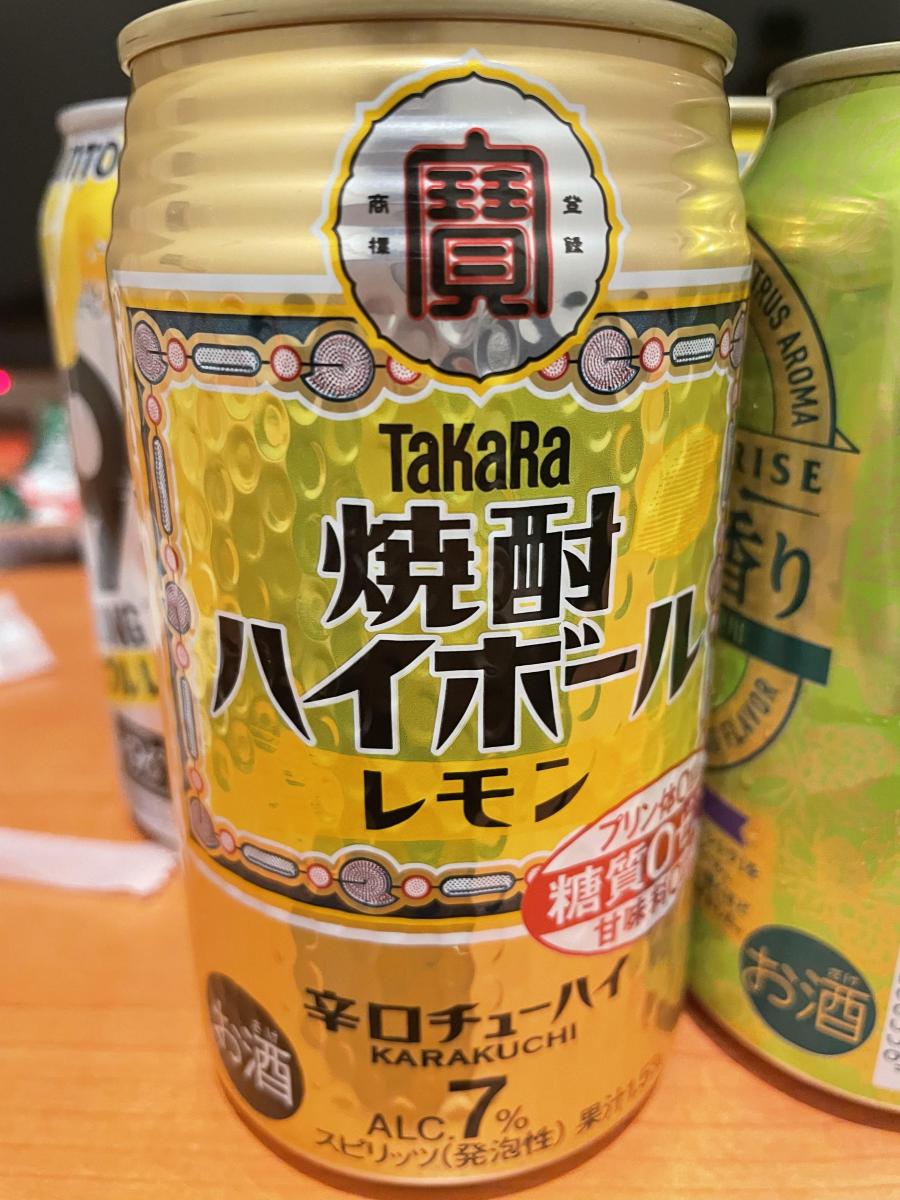 寶
商標
登録
TaKaRa
焼酎
ハイボール
レモン
プリン体0
糖質0
甘味料
お酒
辛口チューハイ
KARAKUCHI
ALC.7%
スピリッツ(発泡性) 果汁
TRUS AROMA
RISE
香り
FLAVOR
お酒